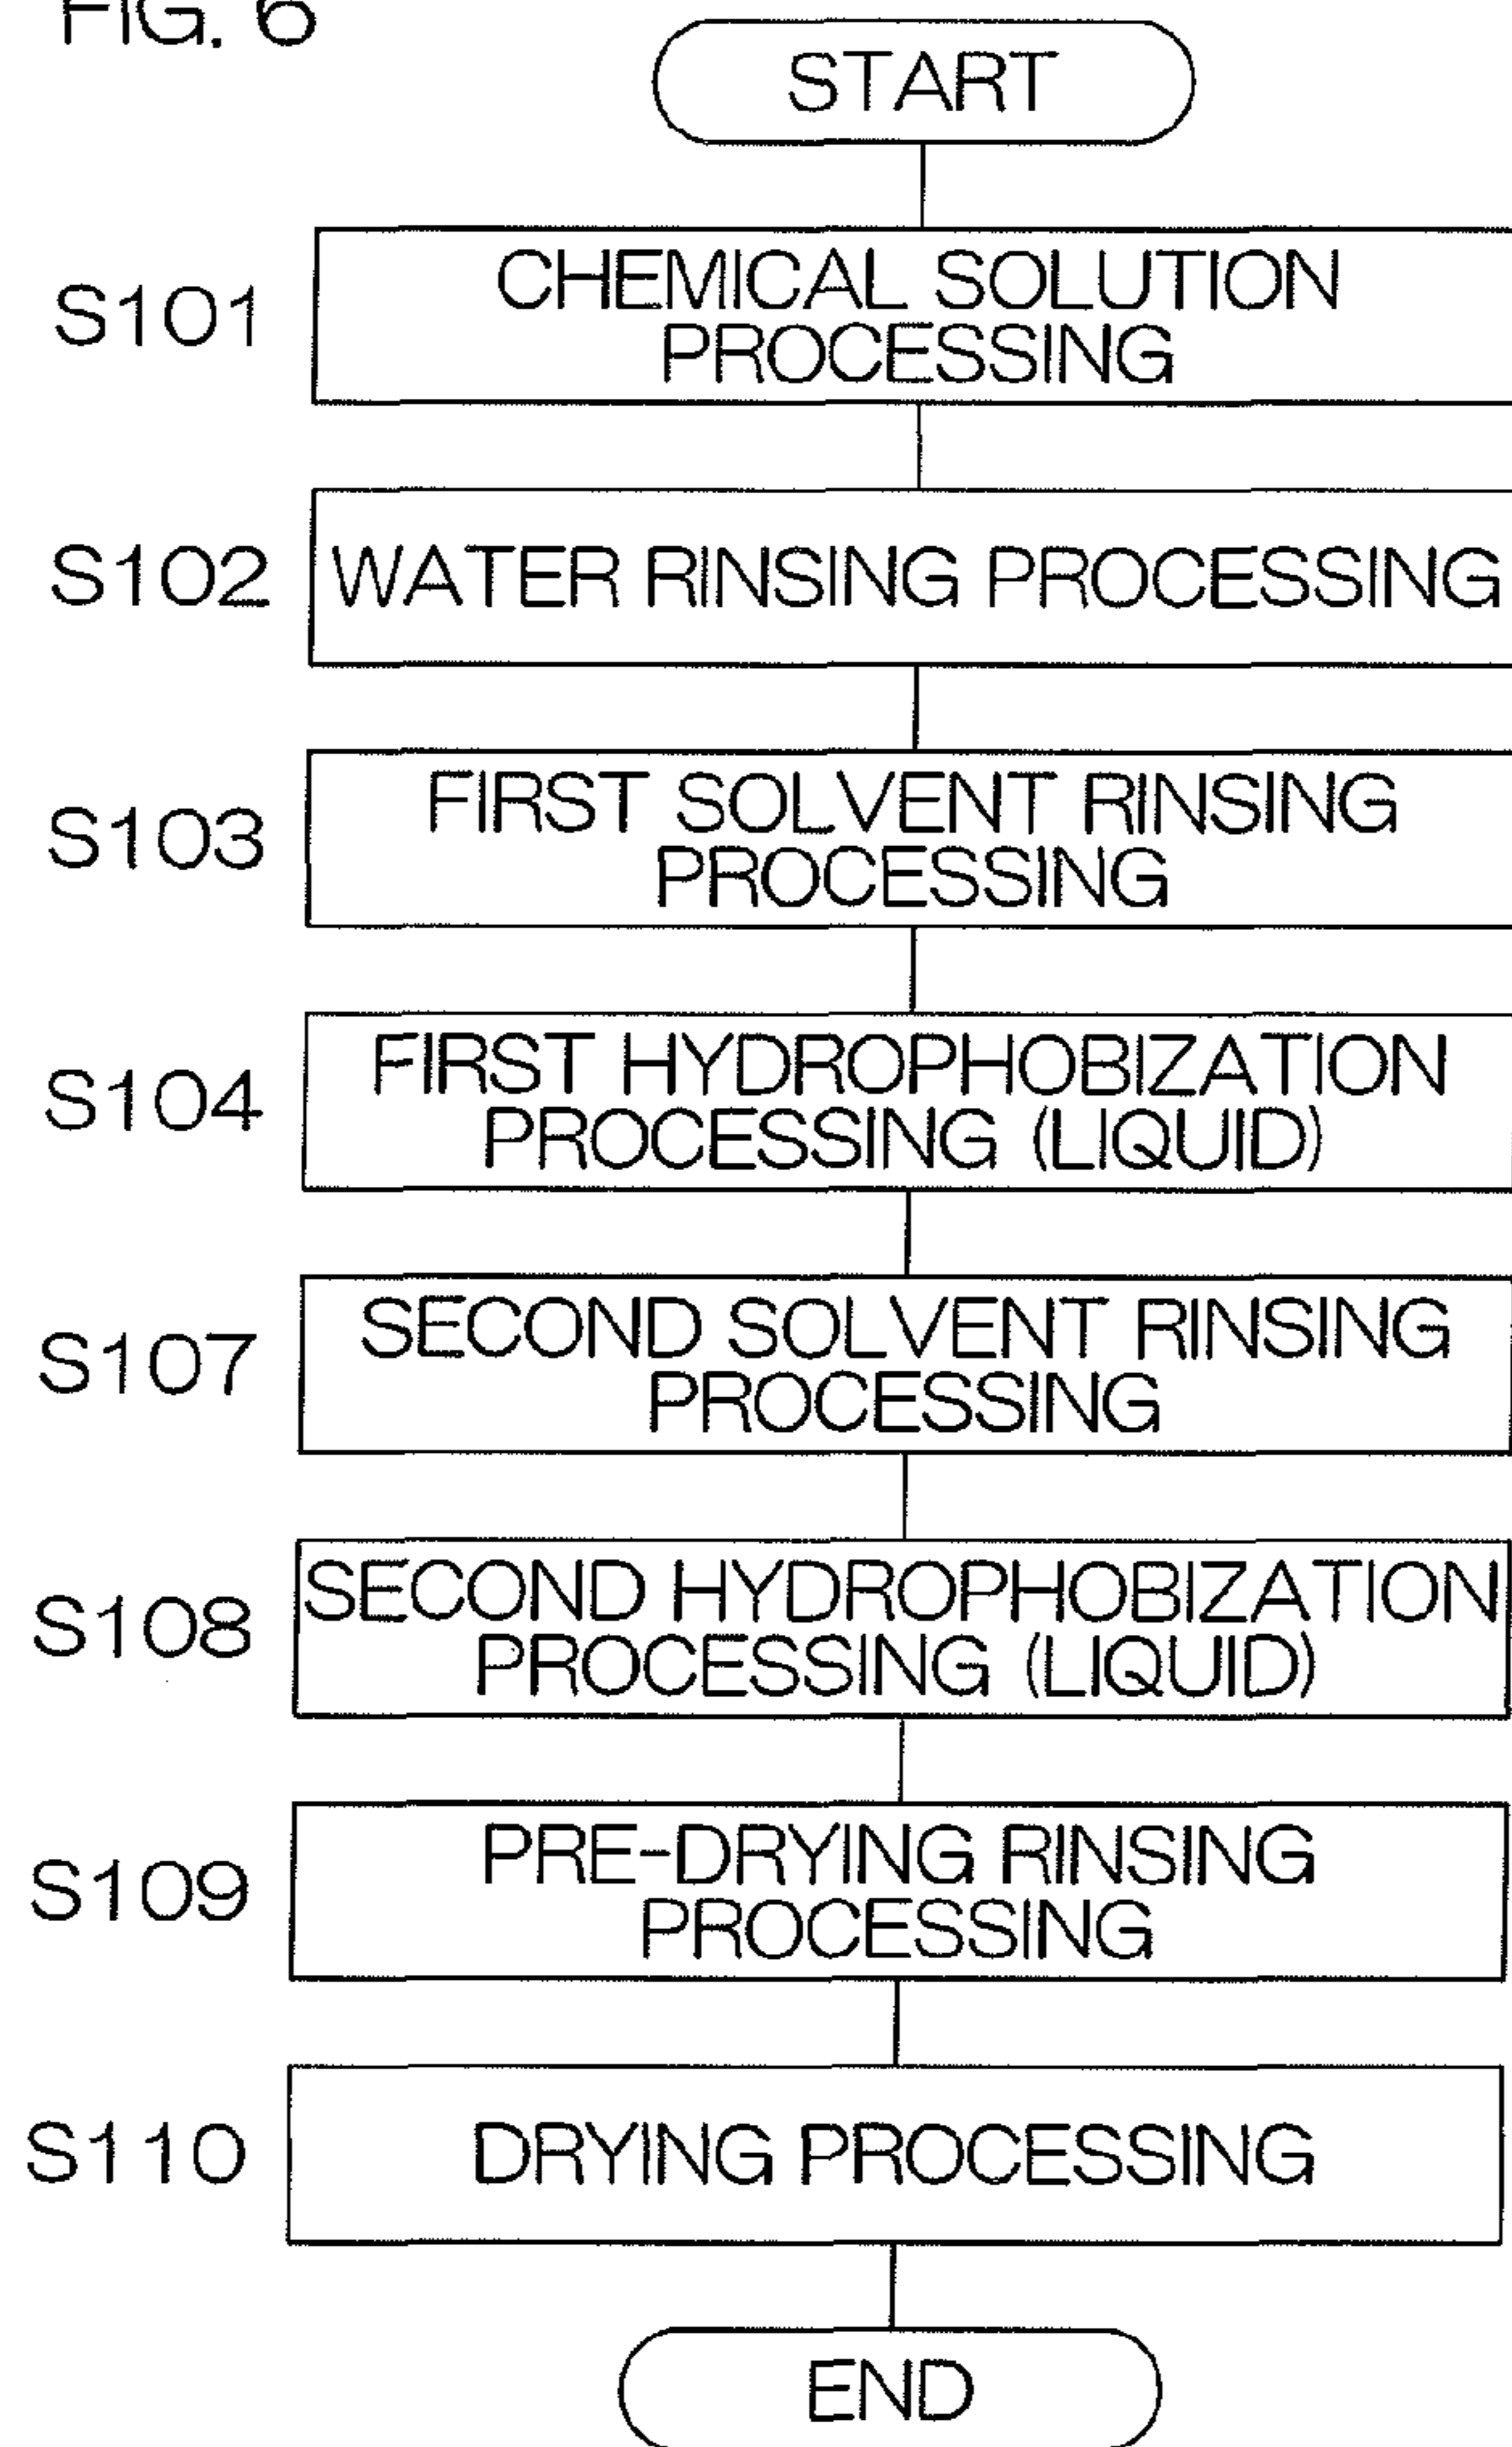 FIG. 6
START
S101
CHEMICAL SOLUTION
PROCESSING
S102
WATER RINSING PROCESSING
S103
FIRST SOLVENT RINSING
PROCESSING
S104
FIRST HYDROPHOBIZATION
PROCESSING (LIQUID)
S107
SECOND SOLVENT RINSING
PROCESSING
S108
SECOND HYDROPHOBIZATION
PROCESSING (LIQUID)
S109
PRE-DRYING RINSING
PROCESSING
S110
DRYING PROCESSING
END